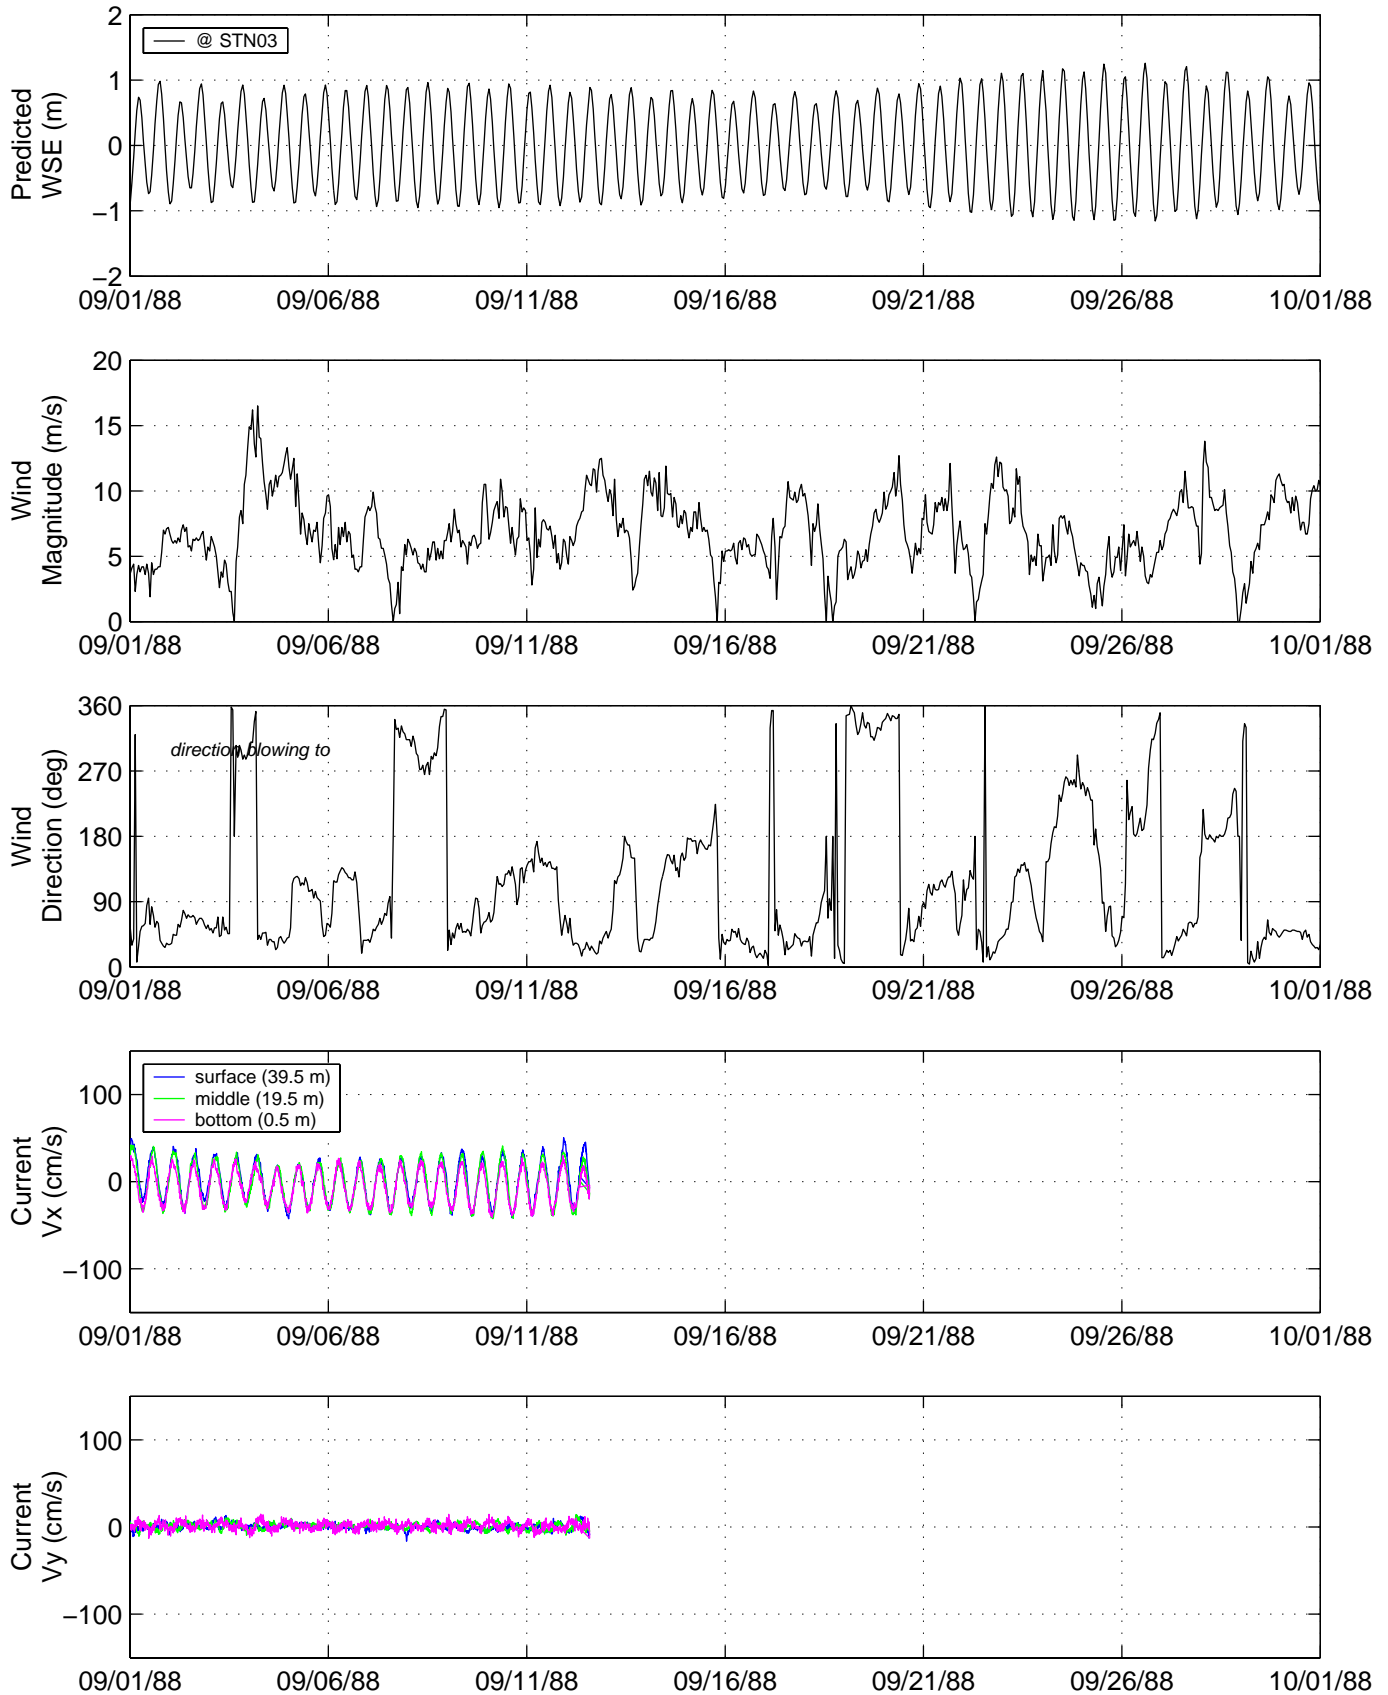 2
1
0
−1
−2
Predicted
WSE (m)
@ STN03
09/01/88 09/06/88 09/11/88 09/16/88 09/21/88 09/26/88 10/01/88
20
15
10
5
0
Wind
Magnitude (m/s)
09/01/88 09/06/88 09/11/88 09/16/88 09/21/88 09/26/88 10/01/88
360
270
180
90
0
Wind
Direction (deg)
direction blowing to
09/01/88 09/06/88 09/11/88 09/16/88 09/21/88 09/26/88 10/01/88
100
0
−100
Current
Vx (cm/s)
surface (39.5 m)
middle (19.5 m)
bottom (0.5 m)
09/01/88 09/06/88 09/11/88 09/16/88 09/21/88 09/26/88 10/01/88
100
0
−100
Current
Vy (cm/s)
09/01/88 09/06/88 09/11/88 09/16/88 09/21/88 09/26/88 10/01/88